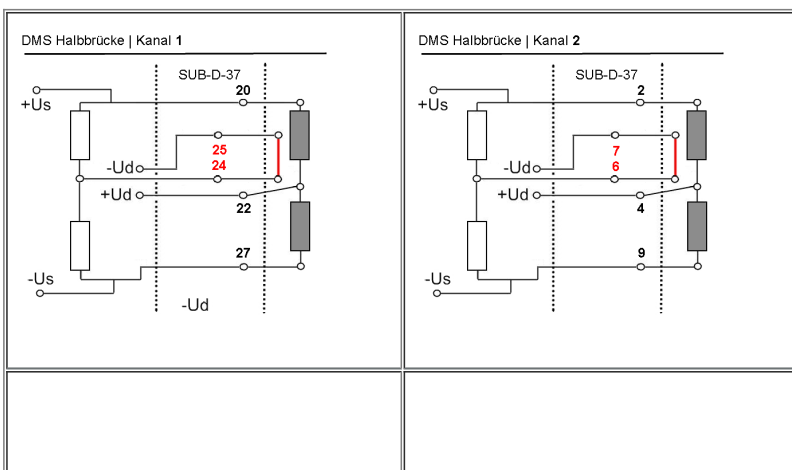 DMS Halbbrücke | Kanal 1
SUB-D-37
20
+Us
25
-Ud
24
+Ud
22
27
-Us
-Ud
DMS Halbbrücke | Kanal 2
SUB-D-37
2
+Us
7
-Ud
6
+Ud
4
9
-Us